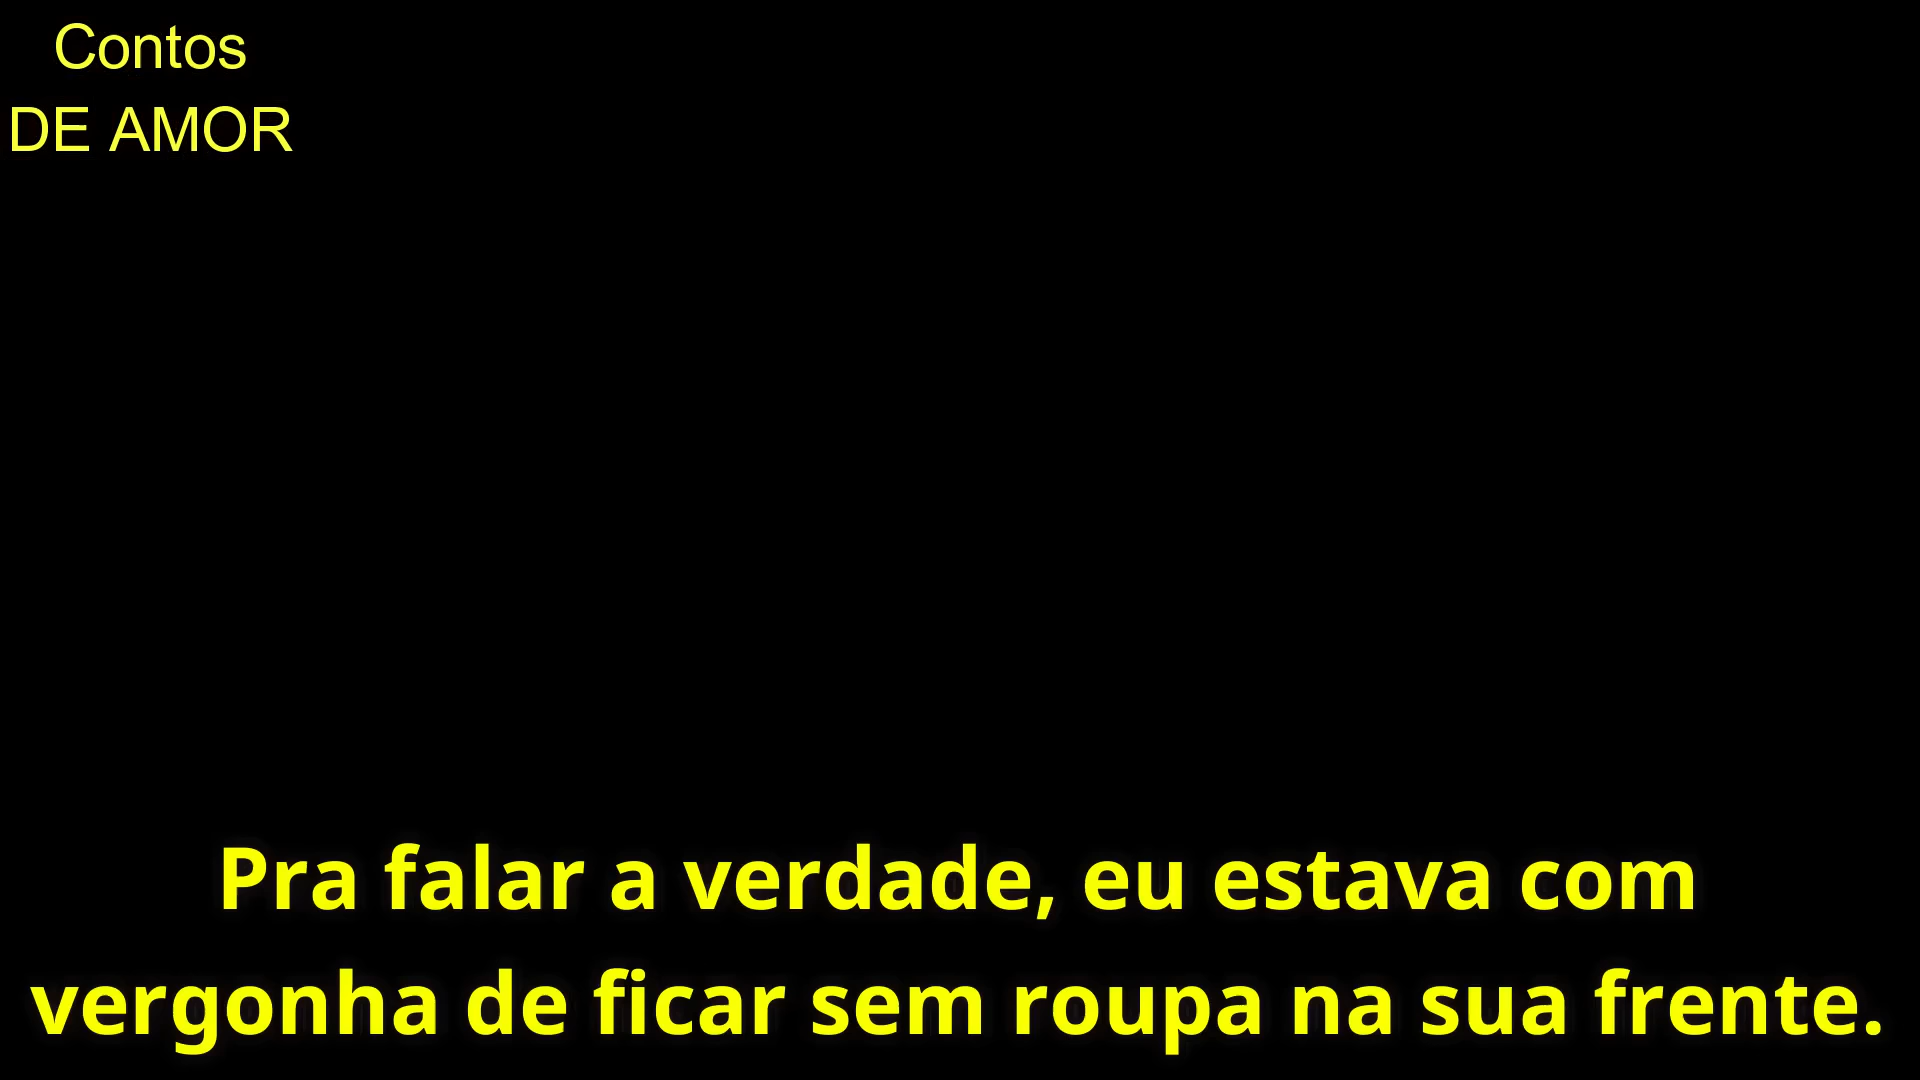 Contos
DE AMOR
Pra falar a verdade, eu estava com
vergonha de ficar sem roupa na sua frente.